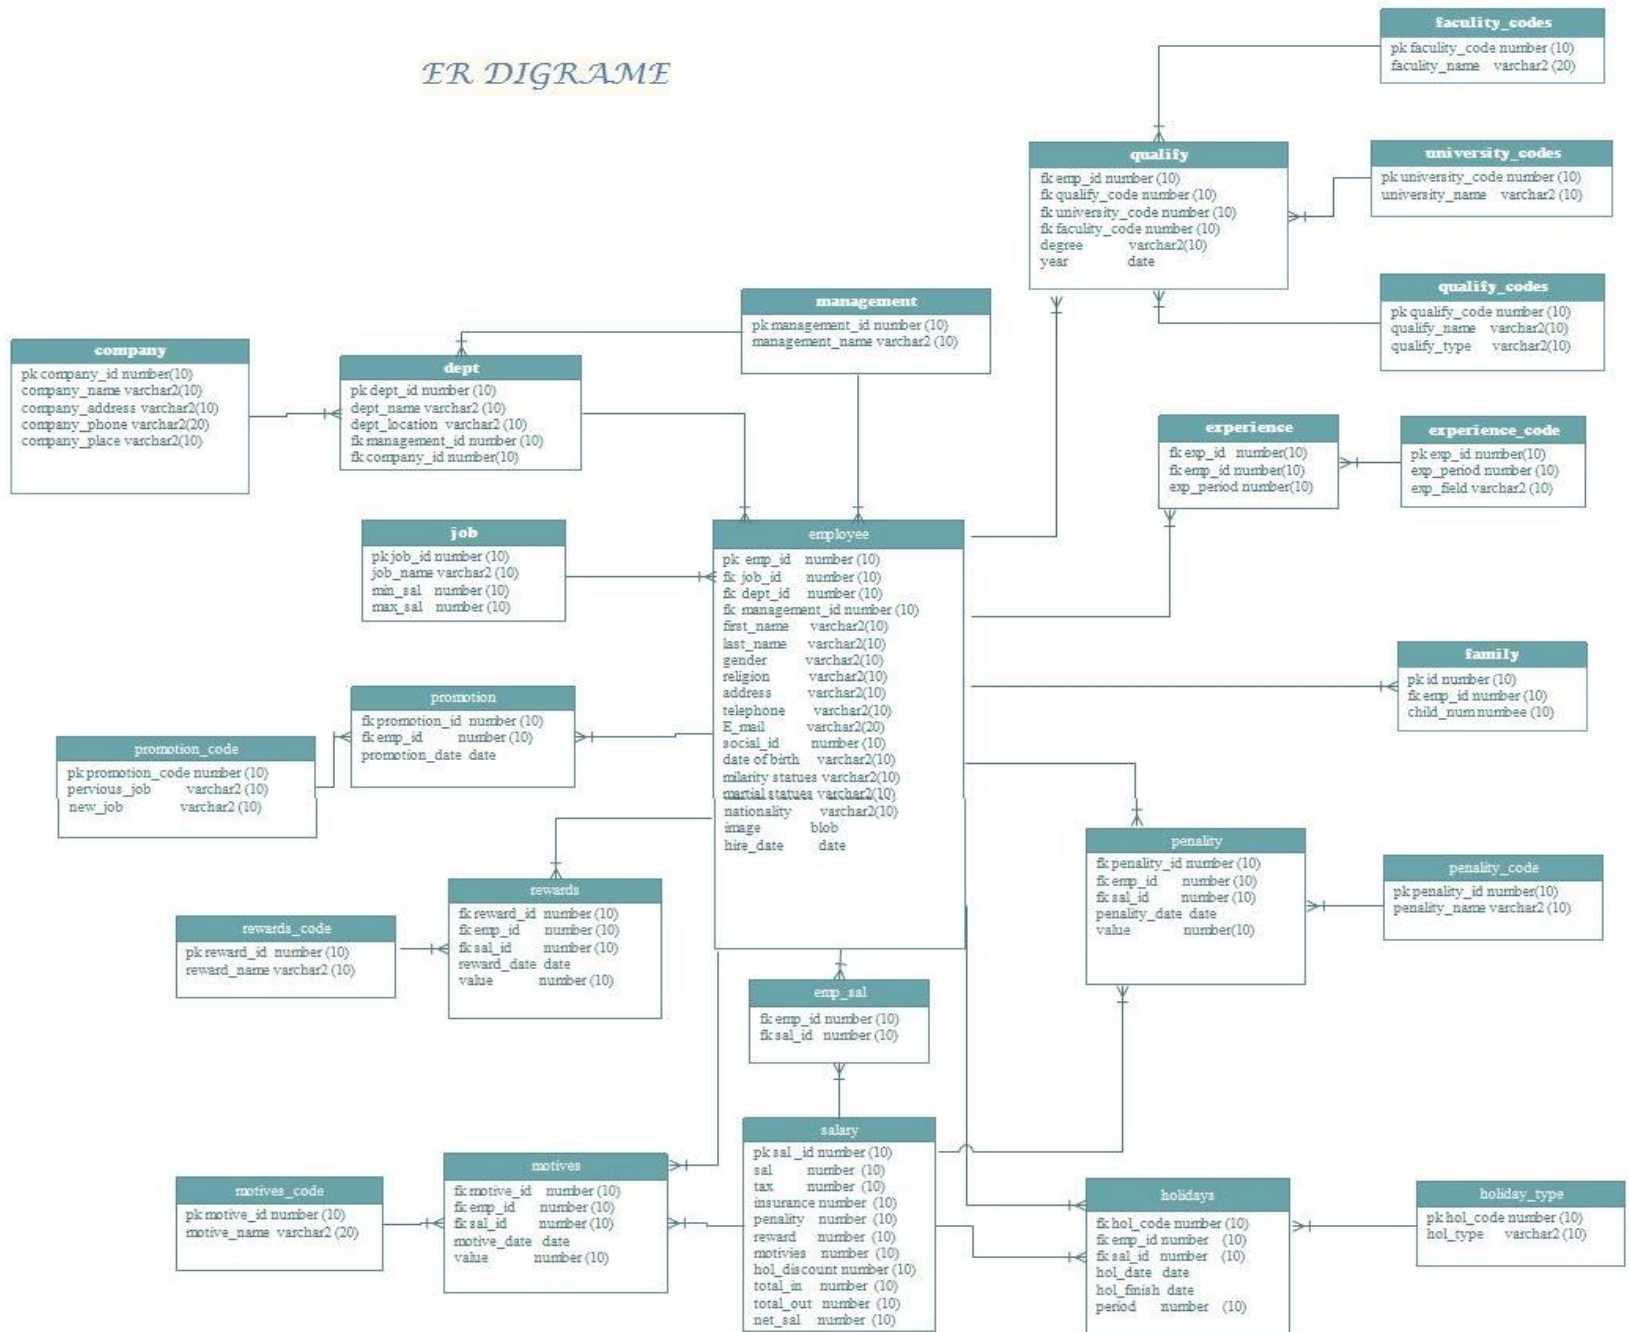 ER DIGRAME
faculity_codes
pk faculity_code number (10)
faculity_name varchar2 (20)
qualify
fk emp_id number (10)
fk qualify_code number (10)
fk university_code number (10)
fk faculity_code number (10)
degree varchar2(10)
year date
university_codes
pk university_code number (10)
university_name varchar2 (10)
qualify_codes
pk qualify_code number (10)
qualify_name varchar2(10)
qualify_type varchar2(10)
management
pk management_id number (10)
management_name varchar2 (10)
company
pk company_id number(10)
company_name varchar2(10)
company_address varchar2(10)
company_phone varchar2(20)
company_place varchar2(10)
dept
pk dept_id number (10)
dept_name varchar2 (10)
dept_location varchar2 (10)
fk management_id number (10)
fk company_id number(10)
experience
fk exp_id number(10)
fk emp_id number(10)
exp_period number(10)
experience_code
pk exp_id number(10)
exp_period number (10)
exp_field varchar2 (10)
job
pk job_id number (10)
job_name varchar2 (10)
min_sal number (10)
max_sal number (10)
employee
pk emp_id number (10)
fk job_id number (10)
fk dept_id number (10)
fk management_id number (10)
first_name varchar2(10)
last_name varchar2(10)
gender varchar2(10)
religion varchar2(10)
address varchar2(10)
telephone varchar2(10)
E_mail varchar2(20)
social_id number (10)
date of birth varchar2(10)
milarity statues varchar2(10)
martial statues varchar2(10)
nationality varchar2(10)
image blob
hire_date date
family
pk id number (10)
fk emp_id number (10)
child_num numbee (10)
promotion
fk promotion_id number (10)
fk emp_id number (10)
promotion_date date
promotion_code
pk promotion_code number (10)
pervious_job varchar2 (10)
new_job varchar2 (10)
penality
fk penality_id number (10)
fk emp_id number (10)
fk sal_id number (10)
penality_date date
value number(10)
penality_code
pk penality_id number(10)
penality_name varchar2 (10)
rewards
fk reward_id number (10)
fk emp_id number (10)
fk sal_id number (10)
reward_date date
value number (10)
rewards_code
pk reward_id number (10)
reward_name varchar2 (10)
emp_sal
fk emp_id number (10)
fk sal_id number (10)
salary
pk sal _id number (10)
sal number (10)
tax number (10)
insurance number (10)
penality number (10)
reward number (10)
motivies number (10)
hol_discount number (10)
total_in number (10)
total_out number (10)
net_sal number (10)
motives
fk motive_id number (10)
fk emp_id number (10)
fk sal_id number (10)
motive_date date
value number (10)
motives_code
pk motive_id number (10)
motive_name varchar2 (20)
holidays
fk hol_code number (10)
fk emp_id number (10)
fk sal_id number (10)
hol_date date
hol_finish date
period number (10)
holiday_type
pk hol_code number (10)
hol_type varchar2 (10)